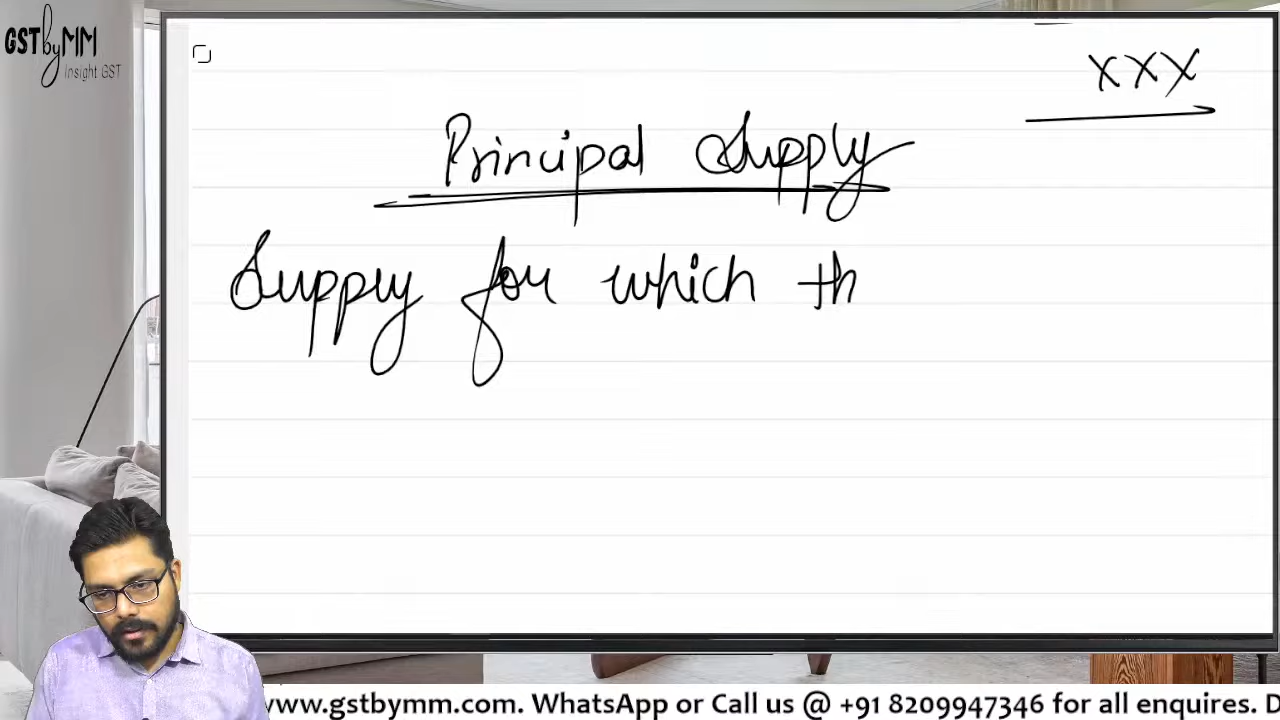 GSTbyMM
Insight GST
XXX
Principal Supply
Supply for which th
www.gstbymm.com. WhatsApp or Call us @ +91 8209947346 for all enquires. D